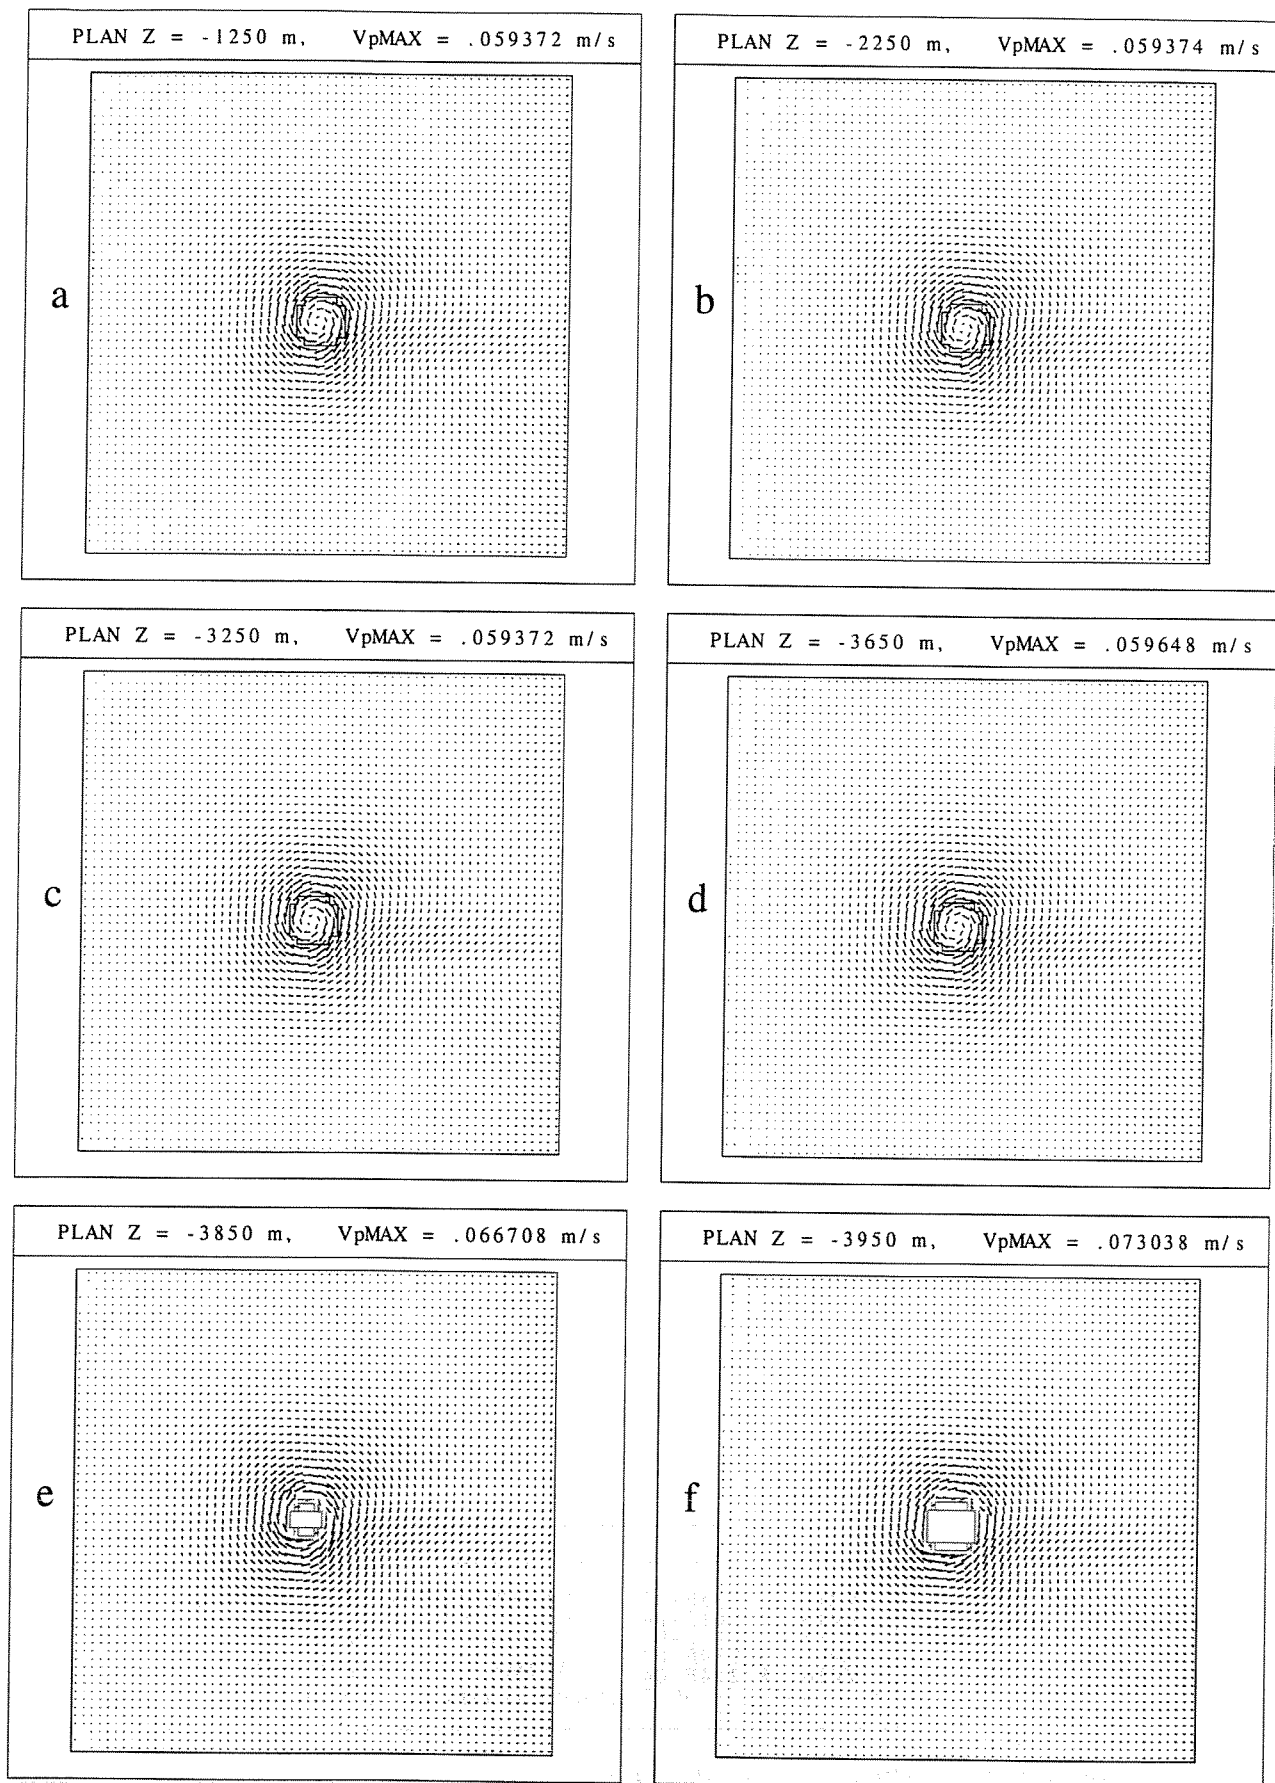 PLAN Z = -1250 m, VpMAX = .059372 m/s
a
PLAN Z = -2250 m, VpMAX = .059374 m/s
b
PLAN Z = -3250 m, VpMAX = .059372 m/s
c
PLAN Z = -3650 m, VpMAX = .059648 m/s
d
PLAN Z = -3850 m, VpMAX = .066708 m/s
e
PLAN Z = -3950 m, VpMAX = .073038 m/s
f